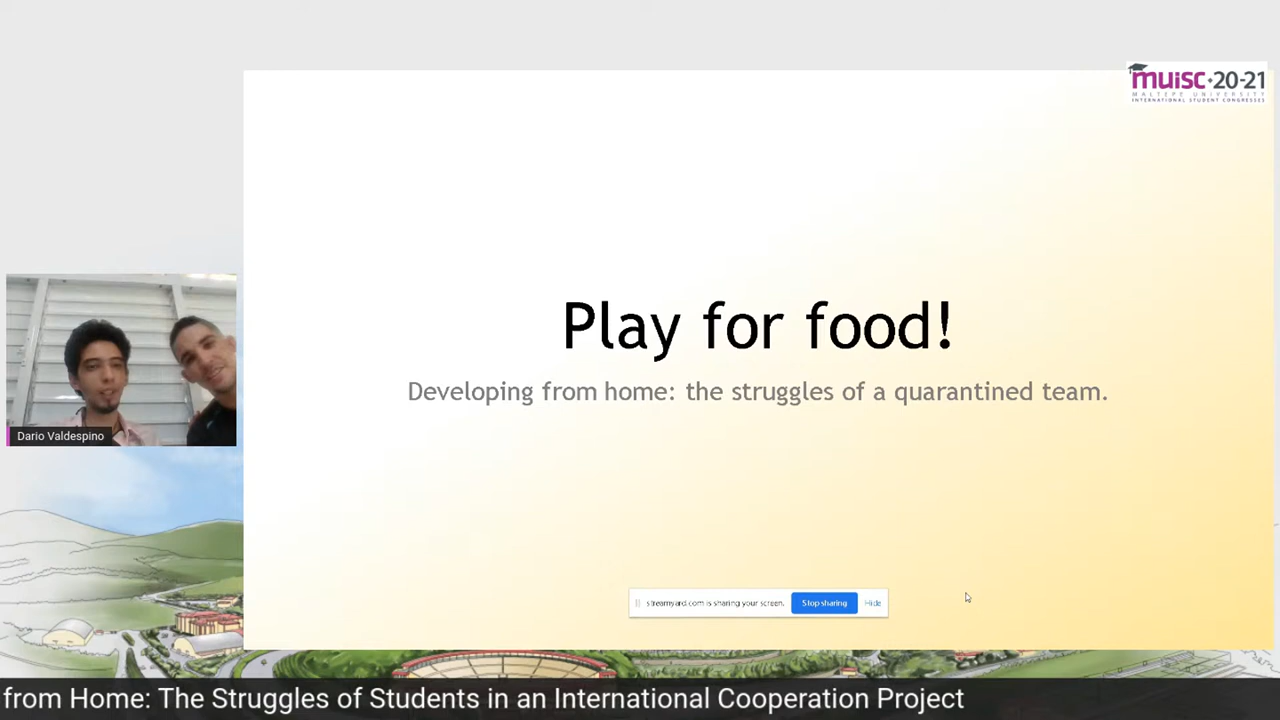 muisc 20-21
MALTEPE UNIVERSITY
INTERNATIONAL STUDENT CONGRESSES
Play for food!
Developing from home: the struggles of a quarantined team.
Dario Valdespino
streamyard.com is sharing your screen.
Stop sharing
Hide
from Home: The Struggles of Students in an International Cooperation Project